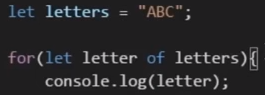 let letters = "ABC";
for(let letter of letters){
console.log(letter);